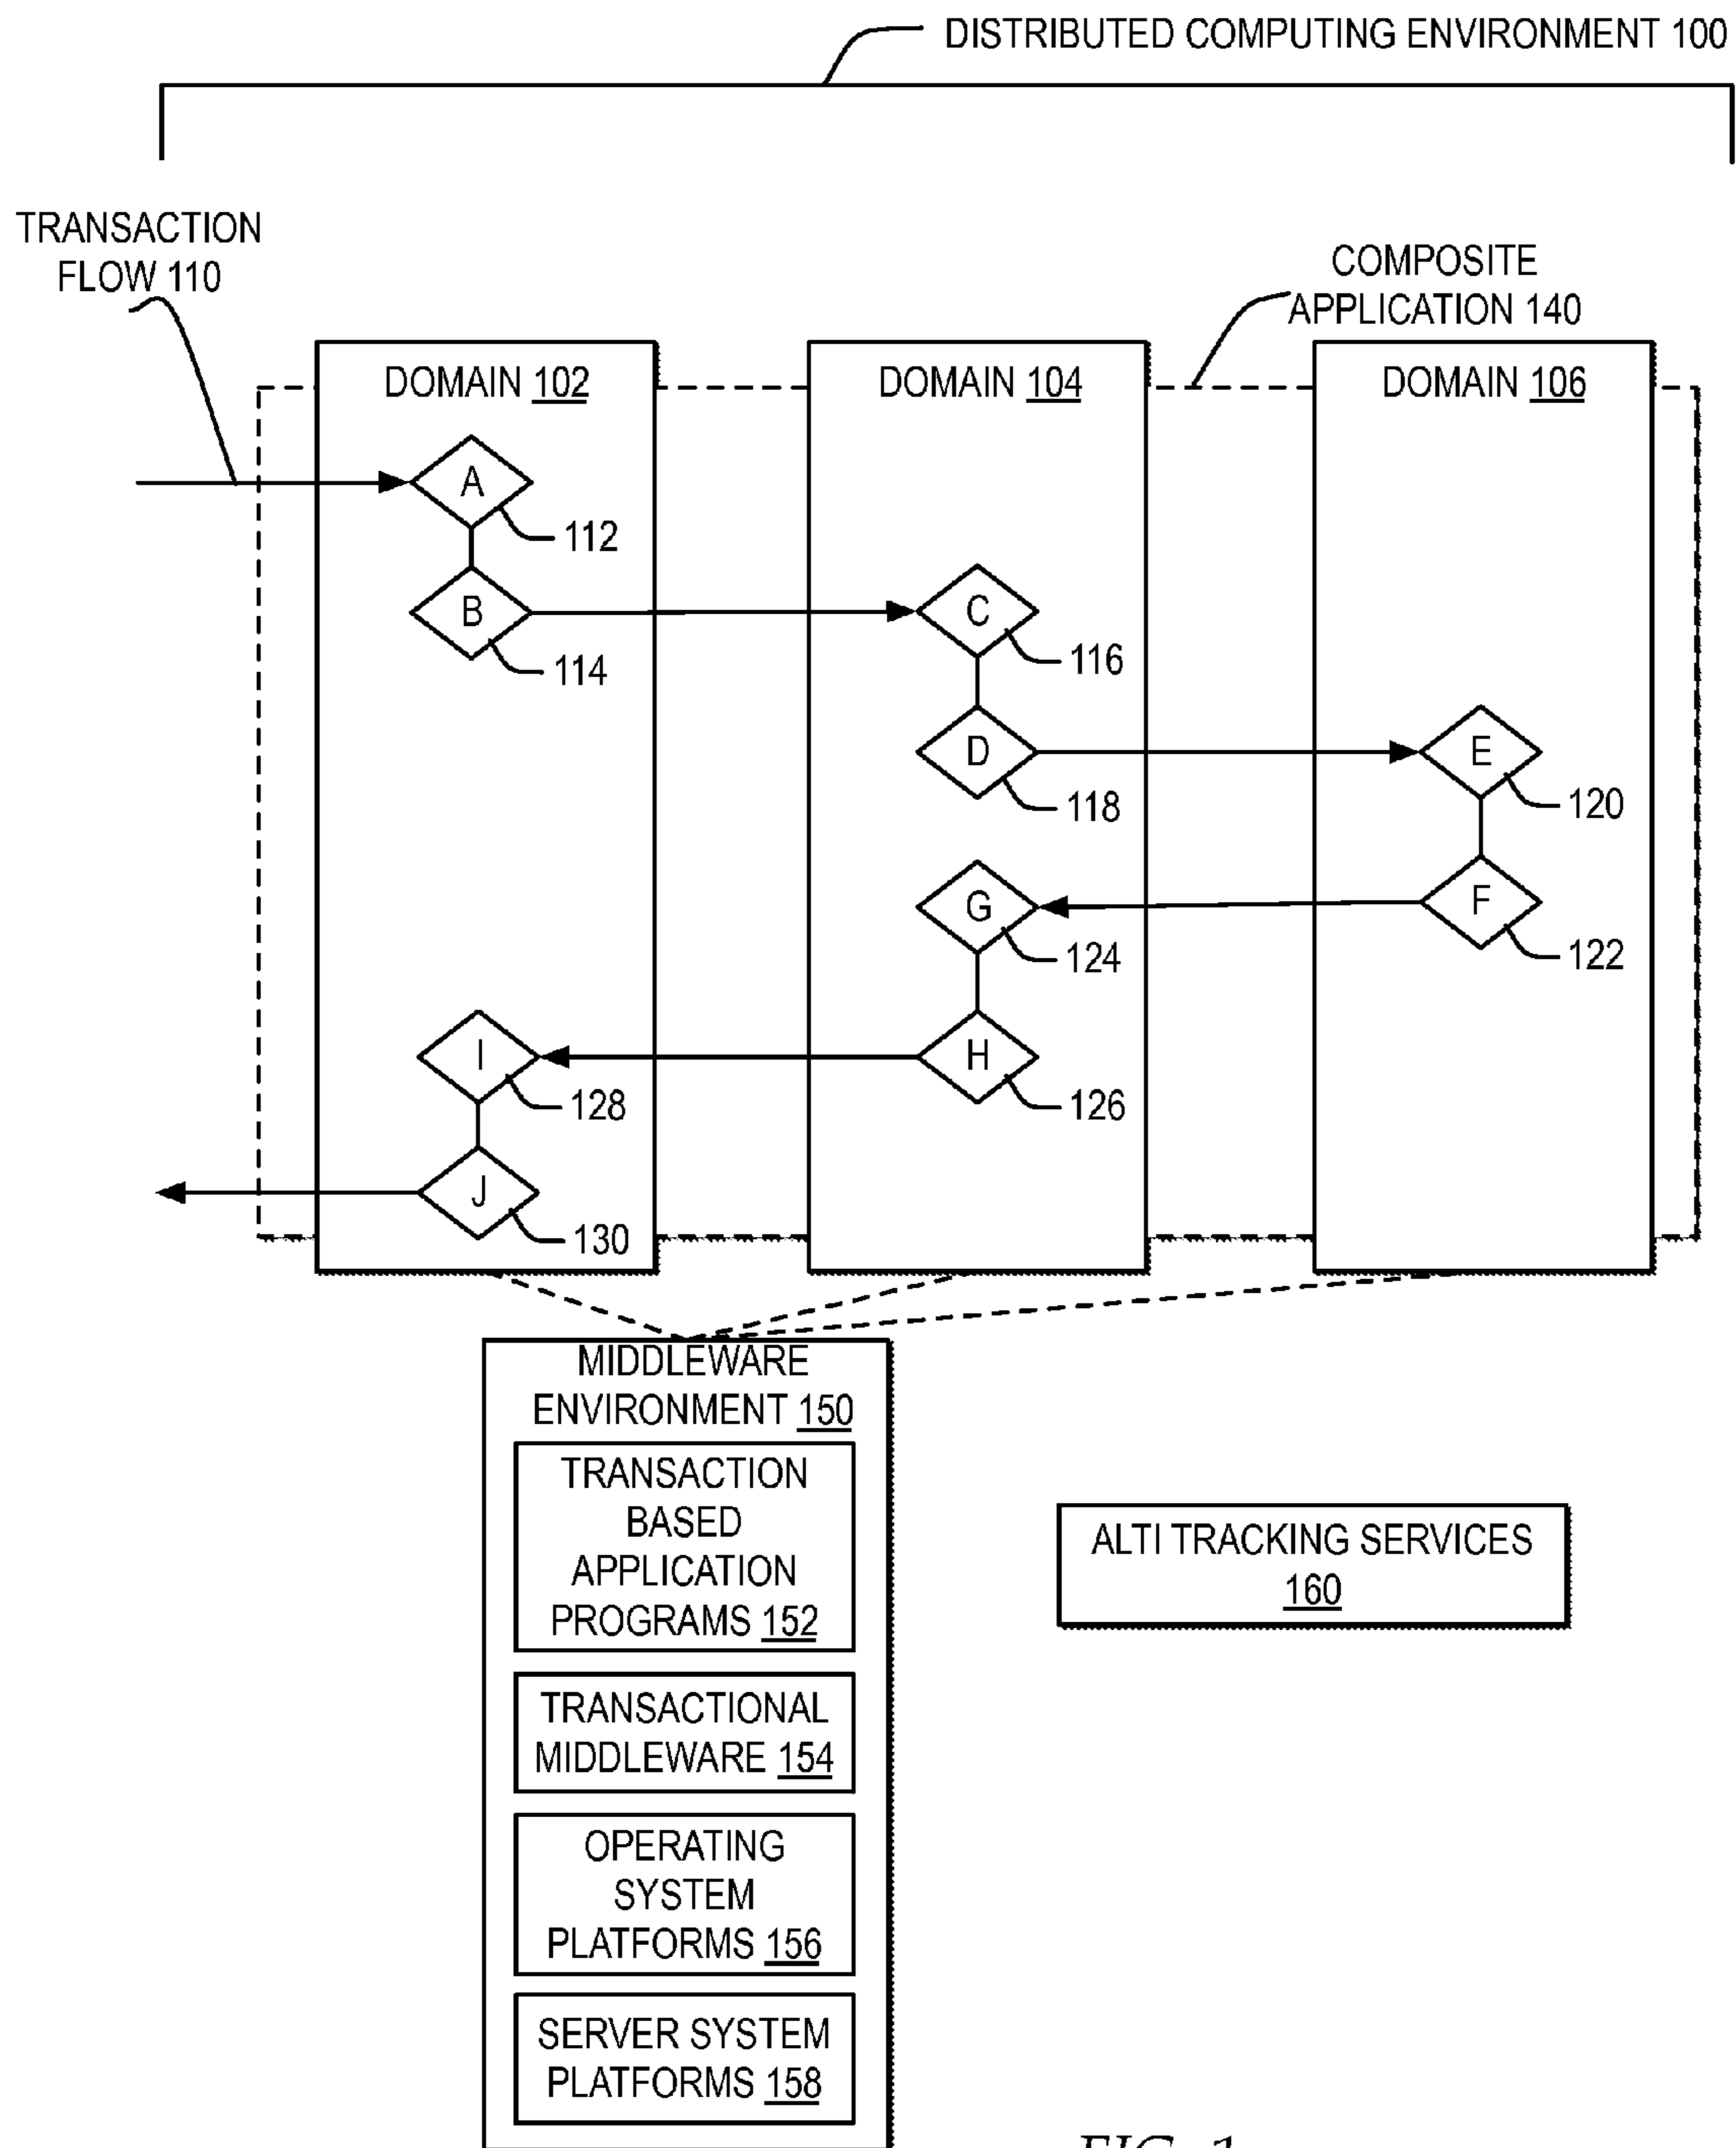 DISTRIBUTED COMPUTING ENVIRONMENT 100
TRANSACTION
FLOW 110
COMPOSITE
APPLICATION 140
DOMAIN 102
DOMAIN 104
DOMAIN 106
A
112
B
114
C
116
D
118
E
120
F
122
G
124
H
126
I
128
J
130
MIDDLEWARE
ENVIRONMENT 150
TRANSACTION
BASED
APPLICATION
PROGRAMS 152
TRANSACTIONAL
MIDDLEWARE 154
OPERATING
SYSTEM
PLATFORMS 156
SERVER SYSTEM
PLATFORMS 158
ALTI TRACKING SERVICES
160
FIG. 1